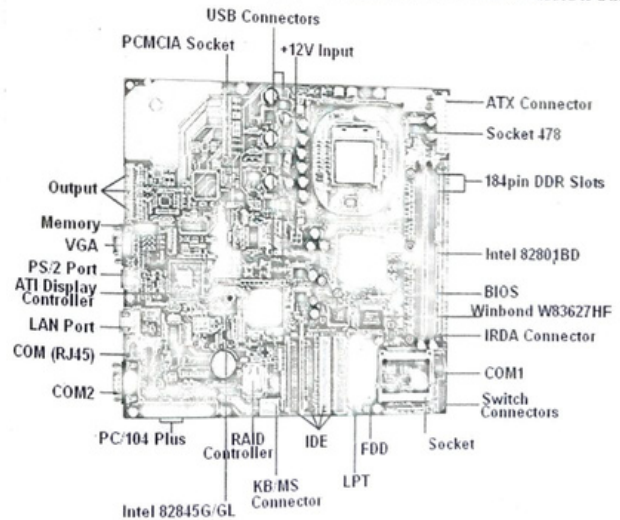 USB Connectors
PCMCIA Socket
+12V Input
ATX Connector
Socket 478
184pin DDR Slots
Output
Memory
VGA
PS/2 Port
ATI Display
Controller
LAN Port
COM (RJ45)
COM2
Intel 82801BD
BIOS
Winbond W83627HF
IRDA Connector
COM1
Switch
Connectors
PC/104 Plus
RAID
Controller
IDE
FDD
Socket
KB/MS
Connector
LPT
Intel 82845G/GL